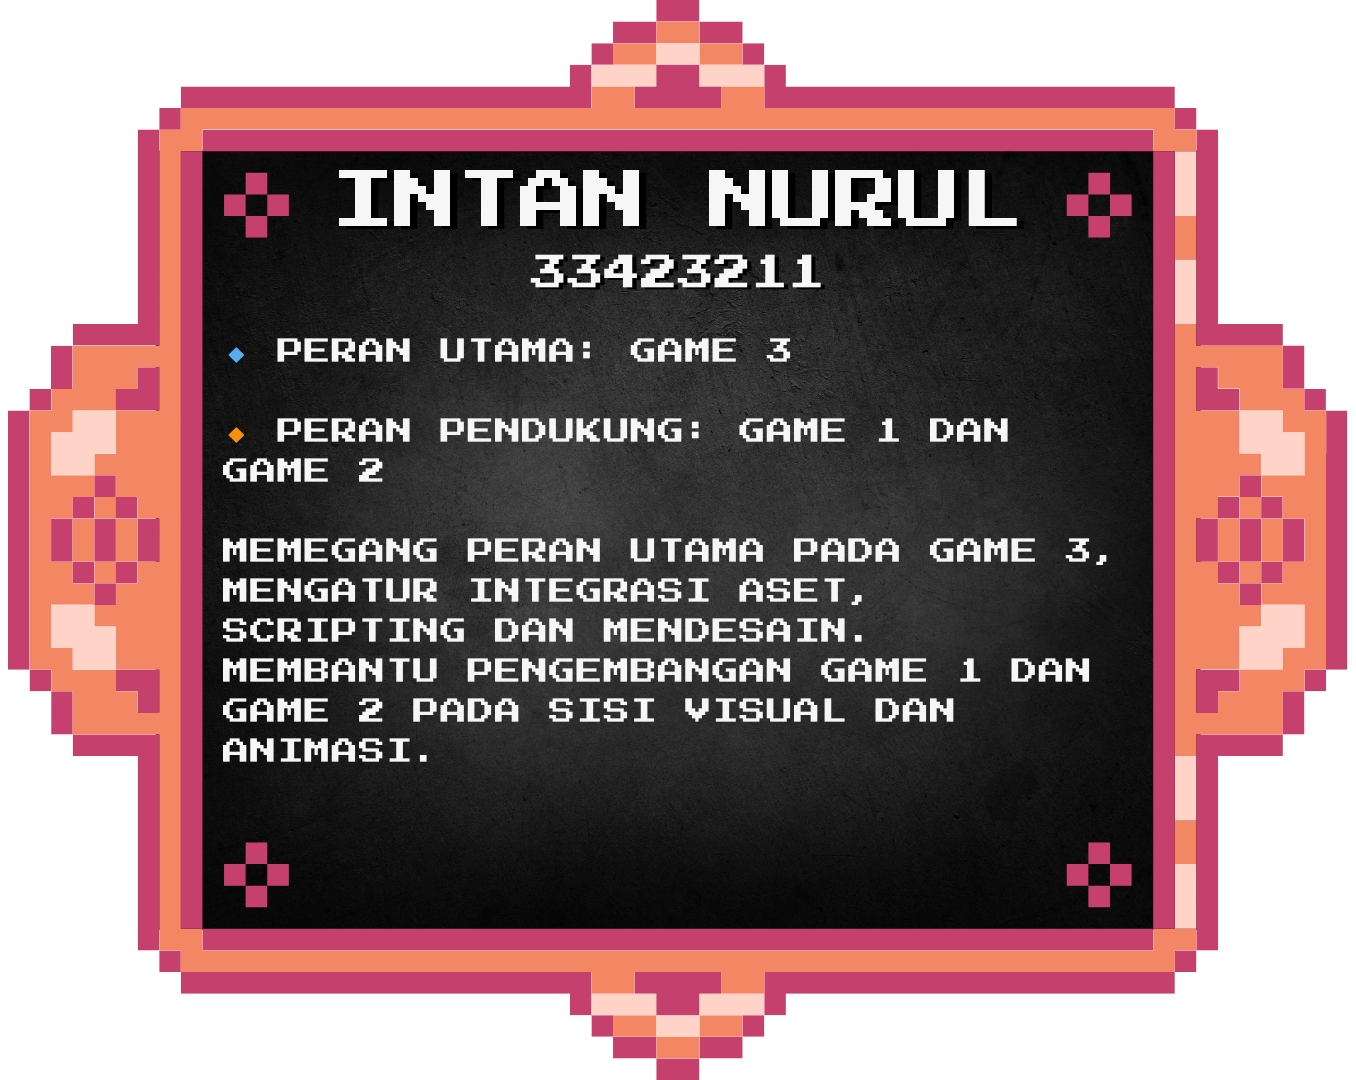 INTAN NURUL
33423211
🔹 PERAN UTAMA: GAME 3
🔸 PERAN PENDUKUNG: GAME 1 DAN
GAME 2
MEMEGANG PERAN UTAMA PADA GAME 3,
MENGATUR INTEGRASI ASET,
SCRIPTING DAN MENDESAIN.
MEMBANTU PENGEMBANGAN GAME 1 DAN
GAME 2 PADA SISI VISUAL DAN
ANIMASI.